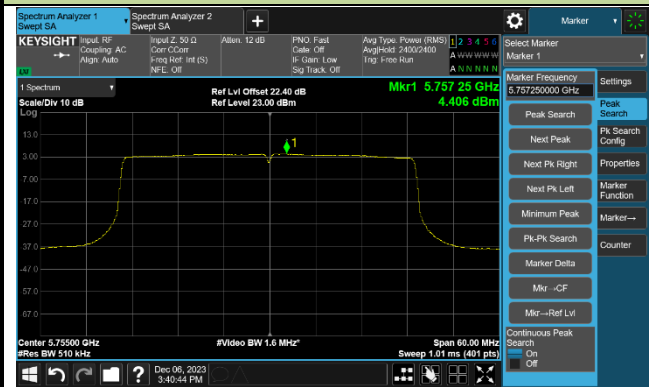 Spectrum Analyzer 1
Swept SA
Spectrum Analyzer 2
Swept SA
+
Marker
KEYSIGHT
Input: RF
Coupling: AC
Align: Auto
Input Z: 50 Ω
Corr CCorr
Freq Ref: Int (S)
NFE: Off
Atten: 12 dB
PNO: Fast
Gate: Off
IF Gain: Low
Sig Track: Off
Avg Type: Power (RMS)
Avg|Hold: 2400/2400
Trig: Free Run
1 2 3 4 5 6
A W W W W W
A N N N N N
Select Marker
Marker 1
1 Spectrum
Scale/Div 10 dB
Log
Ref Lvl Offset 22.40 dB
Ref Level 23.00 dBm
Mkr1 5.757 25 GHz
4.406 dBm
Marker Frequency
5.757250000 GHz
Settings
Peak Search
Peak
Search
Next Peak
Pk Search
Config
Next Pk Right
Properties
Next Pk Left
Marker
Function
Minimum Peak
Marker→
Pk-Pk Search
Counter
Marker Delta
Mkr→CF
Mkr→Ref Lvl
Continuous Peak
Search
On
Off
13.0
3.00
-7.00
-17.0
-27.0
-37.0
-47.0
-57.0
-67.0
1
Center 5.75500 GHz
#Res BW 510 kHz
#Video BW 1.6 MHz*
Span 60.00 MHz
Sweep 1.01 ms (401 pts)
?
Dec 06, 2023
3:40:44 PM